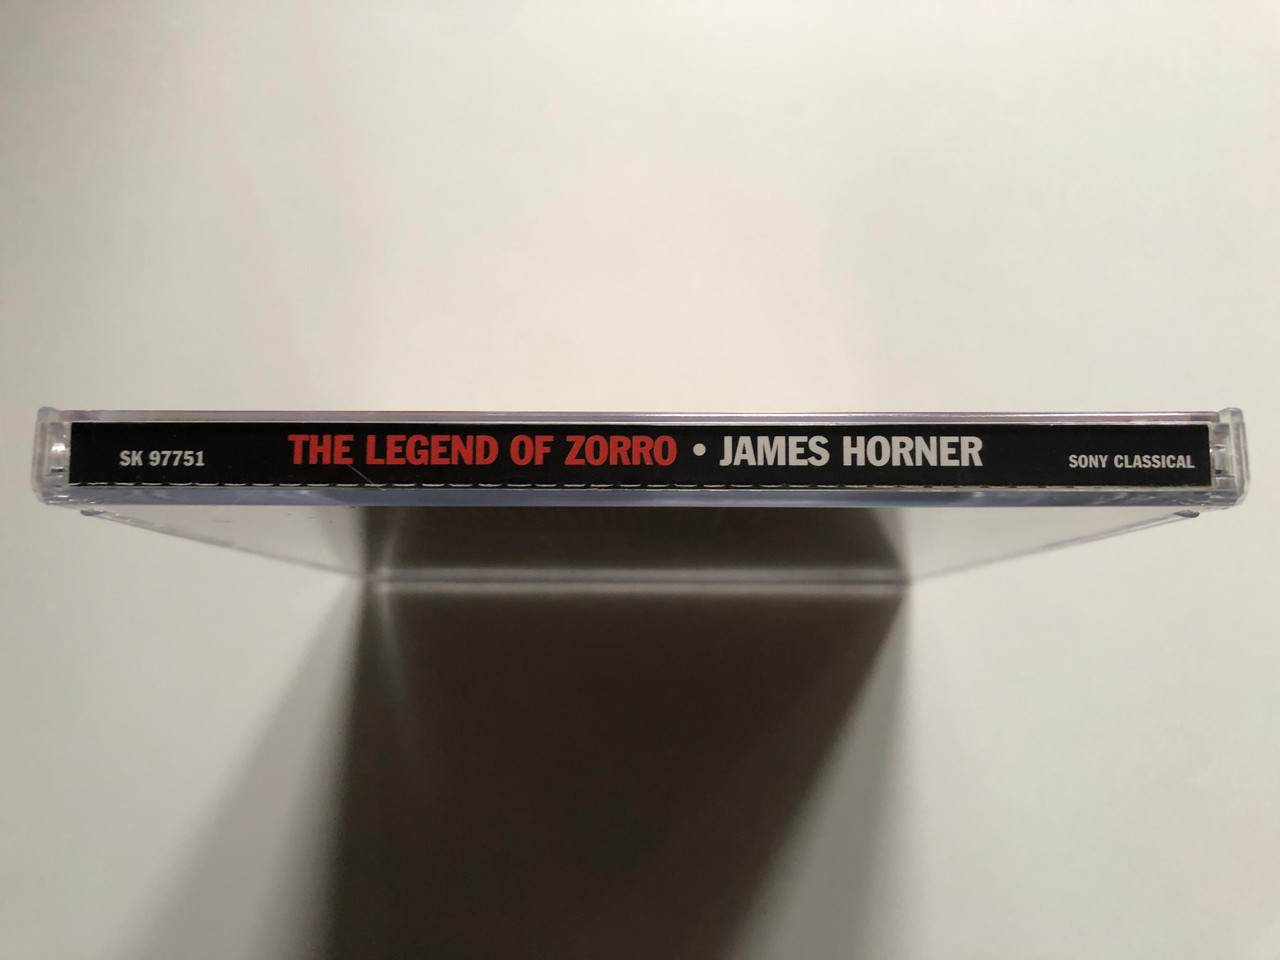 SK 97751 THE LEGEND OF ZORRO • JAMES HORNER SONY CLASSICAL